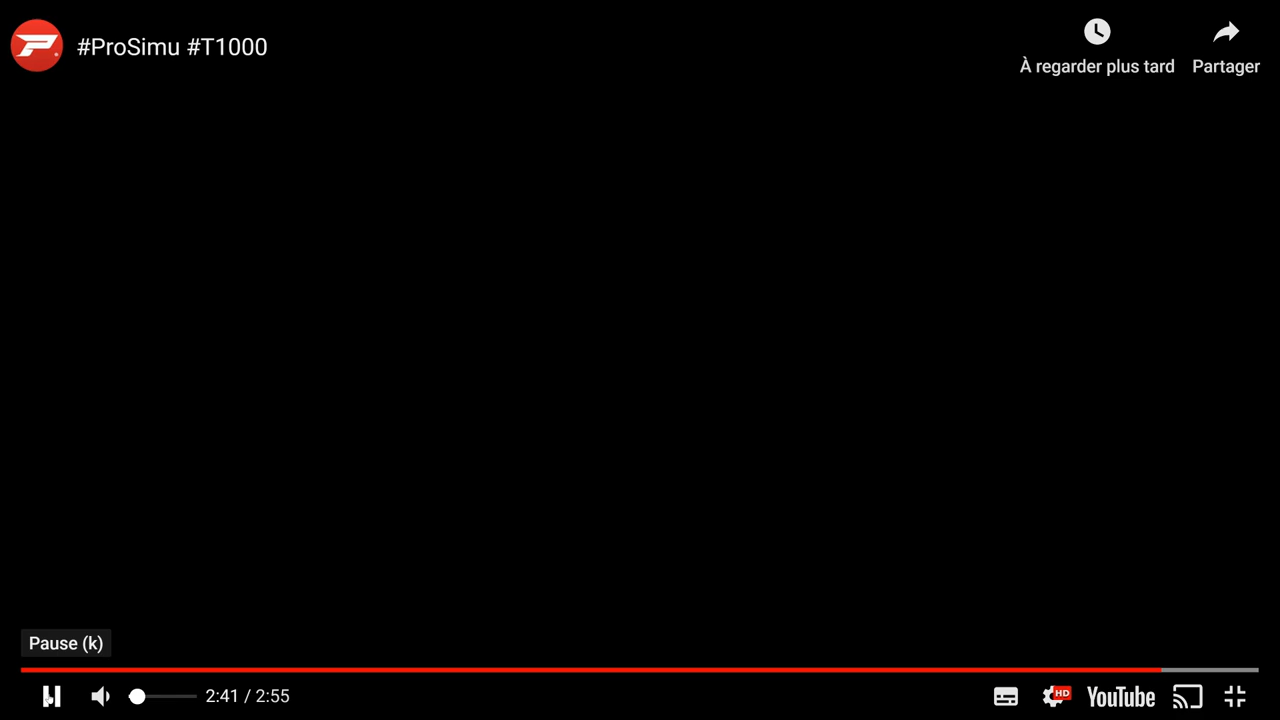 #ProSimu #T1000
À regarder plus tard
Partager
Pause (k)
2:41 / 2:55
HD
YouTube